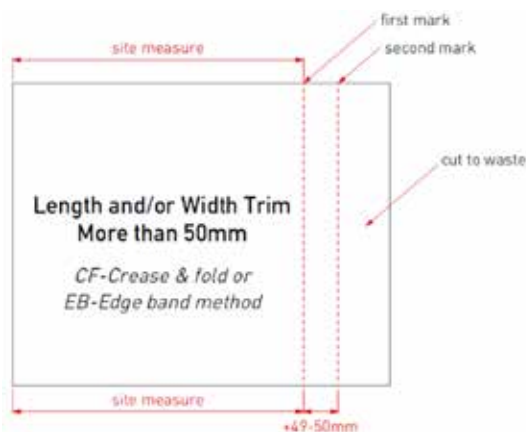 first mark
site measure
second mark
cut to waste
Length and/or Width Trim
More than 50mm
CF-Crease & fold or
EB-Edge band method
site measure
+49-50mm